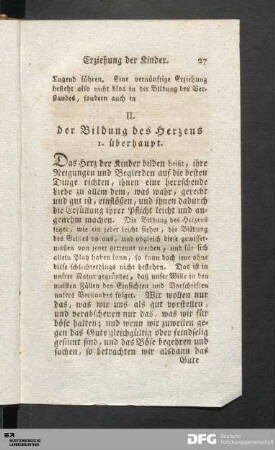 Erziehung der Kinder. 27
Tugend führen. Eine vernünftige Erziehung
besteht also nicht blos in der Bildung des Ver-
standes, sondern auch in
II.
der Bildung des Herzens
1. überhaupt.
Das Herz der Kinder bilden heißt, ihre
Neigungen und Begierden auf die besten
Dinge richten, ihnen eine herrschende
Liebe zu allem dem, was wahr, gerecht
und gut ist, einflößen, und ihnen dadurch
die Erfüllung ihrer Pflicht leicht und an-
genehm machen. Die Bildung des Herzens
setzt, wie ein jeder leicht siehet, die Bildung
des Geistes voraus, und obgleich diese gewisser-
maßen von jener getrennt werden, und für sich
allein Platz haben kann, so kann doch jene ohne
diese schlechterdings nicht bestehen. Das ist in
unsrer Natur gegründet, daß unser Wille in den
meisten Fällen den Einsichten und Vorschriften
unsers Verstandes folget. Wir wollen nur
das, was wir uns als gut vorstellen,
und verabscheuen nur das, was wir für
böse halten; und wenn wir zuweilen ge-
gen das Gute gleichgültig oder feindselig
gesinnt sind, und das Böse begehren und
suchen, so betrachten wir alsdann das
Gute
DFG Deutsche
Forschungsgemeinschaft